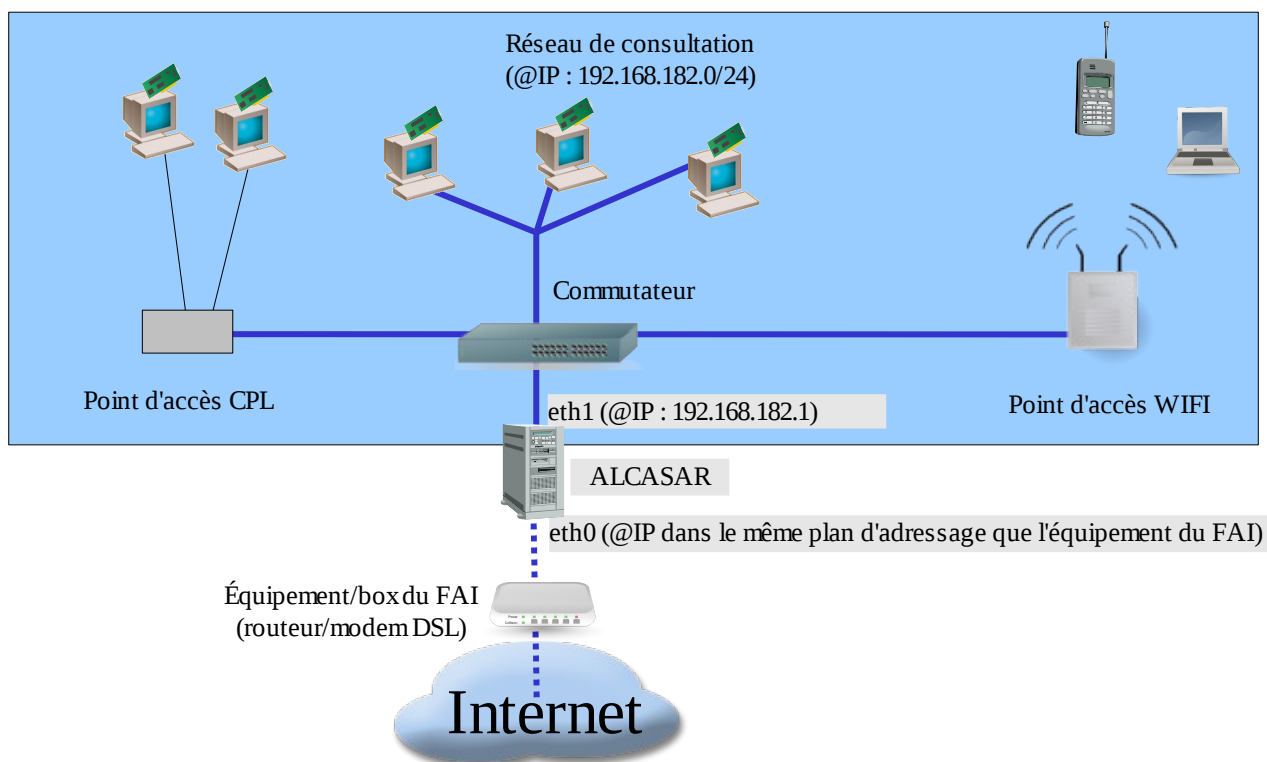 Réseau de consultation
(@IP : 192.168.182.0/24)
Commutateur
Point d'accès CPL
eth1 (@IP : 192.168.182.1)
Point d'accès WIFI
ALCASAR
eth0 (@IP dans le même plan d'adressage que l'équipement du FAI)
Équipement/box du FAI
(routeur/modem DSL)
Internet